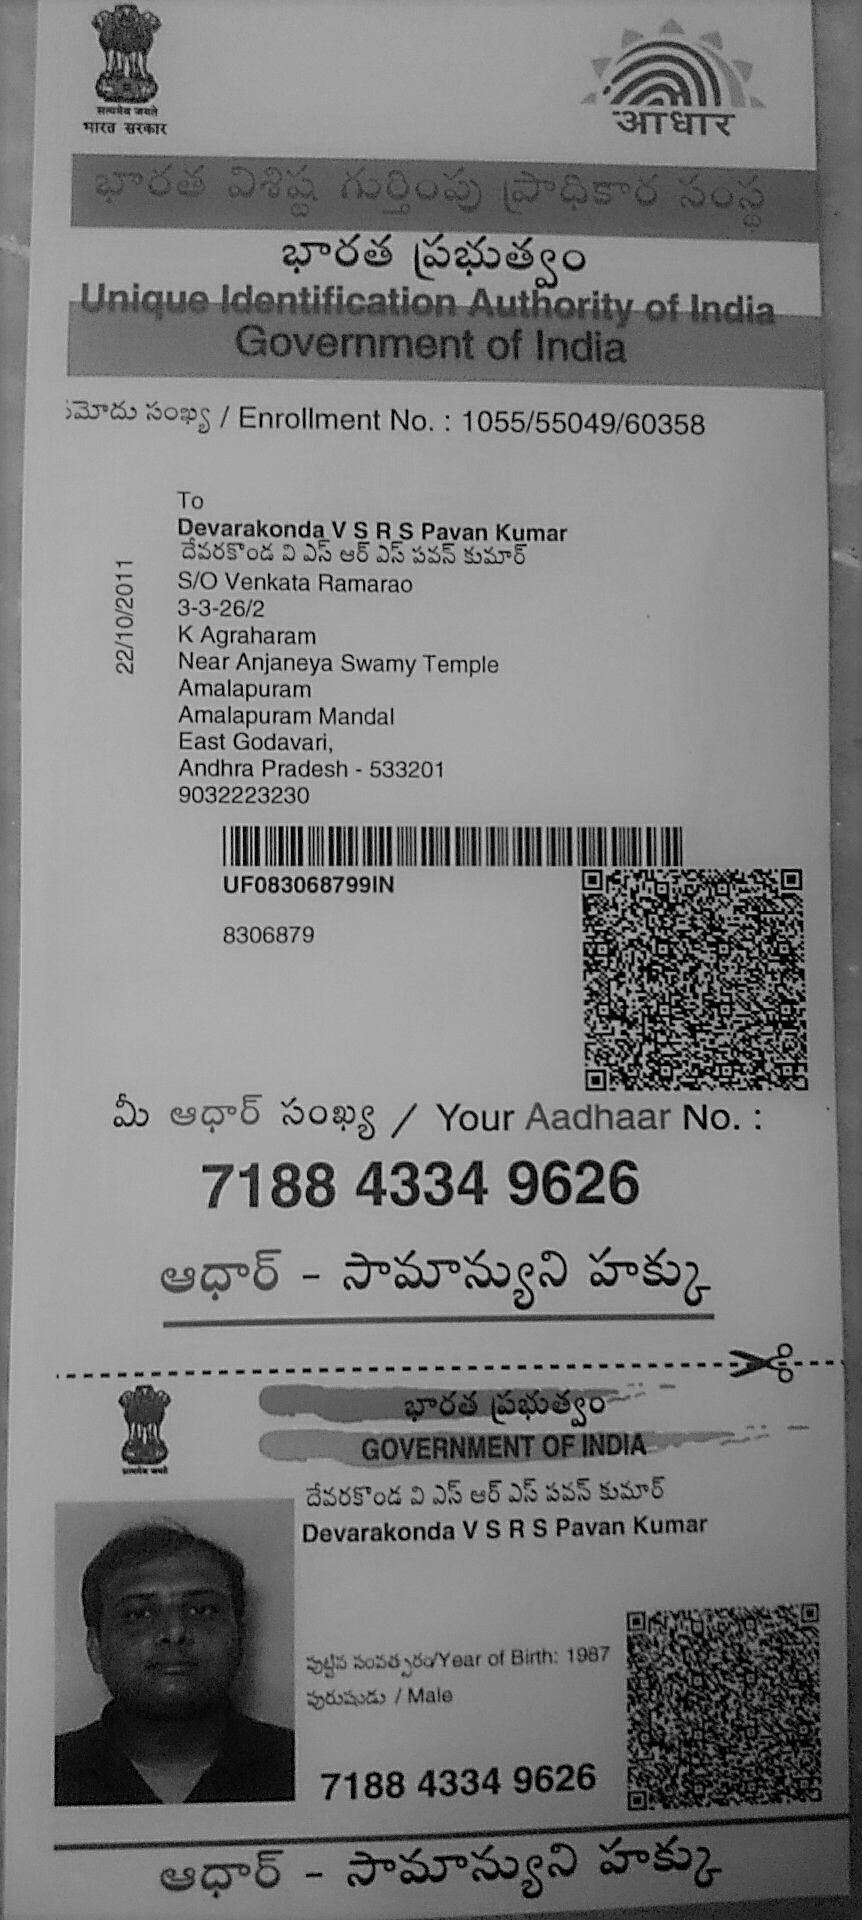 सत्यमेव जयते
भारत सरकार
आधार
భారత విశిష్ట గుర్తింపు ప్రాధికార సంస్థ
భారత ప్రభుత్వం
Unique Identification Authority of India
Government of India
నమోదు సంఖ్య / Enrollment No. : 1055/55049/60358
22/10/2011
To
Devarakonda V S R S Pavan Kumar
దేవరకొండ వి ఎస్ ఆర్ ఎస్ పవన్ కుమార్
S/O Venkata Ramarao
3-3-26/2
K Agraharam
Near Anjaneya Swamy Temple
Amalapuram
Amalapuram Mandal
East Godavari,
Andhra Pradesh - 533201
9032223230
UF083068799IN
8306879
మీ ఆధార్ సంఖ్య / Your Aadhaar No. :
7188 4334 9626
ఆధార్ - సామాన్యుని హక్కు
सत्यमेव जयते
భారత ప్రభుత్వం
GOVERNMENT OF INDIA
దేవరకొండ వి ఎస్ ఆర్ ఎస్ పవన్ కుమార్
Devarakonda V S R S Pavan Kumar
పుట్టిన సంవత్సరం/Year of Birth: 1987
పురుషుడు / Male
7188 4334 9626
ఆధార్ - సామాన్యుని హక్కు